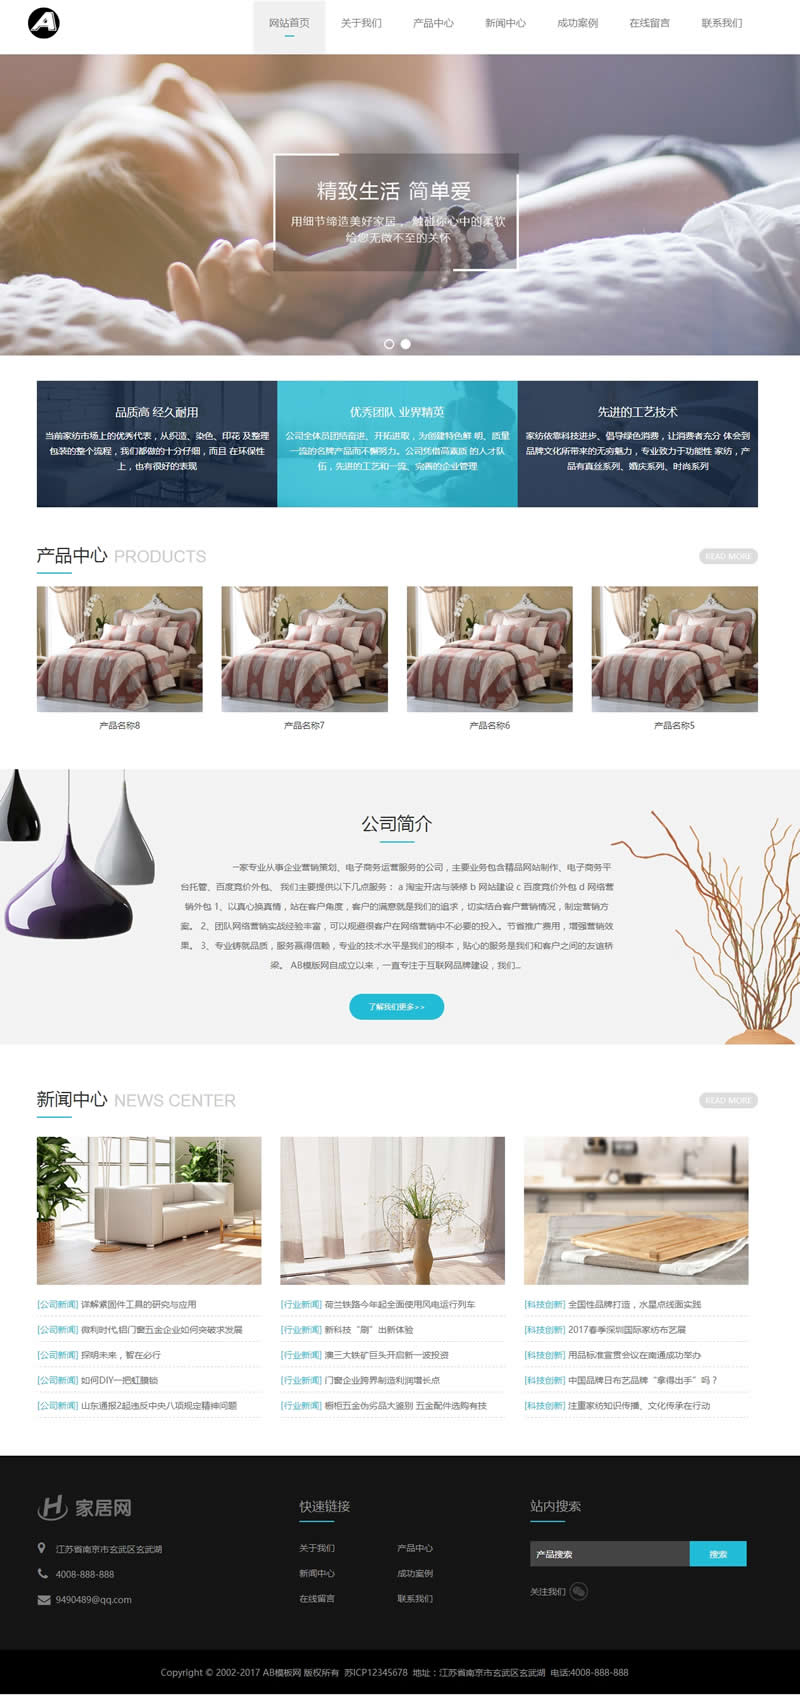 A
网站首页 关于我们 产品中心 新闻中心 成功案例 在线留言 联系我们
精致生活 简单爱
用细节缔造美好家居，触碰你心中的柔软
给您无微不至的关怀
品质高 经久耐用
当前家纺市场上的优秀代表，从织造、染色、印花 及整理
包装的整个流程，我们都做的十分仔细，而且 在环保性
上，也有很好的表现
优秀团队 业界精英
公司全体员团结奋进、开拓进取，为创建特色鲜 明、质量
一流的名牌产品而不懈努力。公司凭借高素质 的人才队
伍，先进的工艺和一流、完善的企业管理
先进的工艺技术
家纺依靠科技进步、倡导绿色消费，让消费者充分 体会到
品牌文化所带来的无穷魅力，专业致力于功能性 家纺，产
品有真丝系列、婚庆系列、时尚系列
产品中心 PRODUCTS
READ MORE
产品名称8 产品名称7 产品名称6 产品名称5
公司简介
一家专业从事企业营销策划、电子商务运营服务的公司，主要业务包含精品网站制作、电子商务平
台托管、百度竞价外包、 我们主要提供以下几点服务： a 淘宝开店与装修 b 网站建设 c 百度竞价外包 d 网络营
销外包 1、以真心换真情，站在客户角度，客户的满意就是我们的追求，切实结合客户营销情况，制定营销方
案。 2、团队网络营销实战经验丰富，可以规避很客户在网络营销中不必要的投入。节省推广费用，增强营销效
果。 3、专业铸就品质，服务赢得信赖，专业的技术水平是我们的根本，贴心的服务是我们和客户之间的友谊桥
梁。 AB模版网自成立以来，一直专注于互联网品牌建设，我们...
了解我们更多>>
新闻中心 NEWS CENTER
READ MORE
[公司新闻] 详解紧固件工具的研究与应用
[公司新闻] 微利时代,铝门窗五金企业如何突破求发展
[公司新闻] 探明未来，智在必行
[公司新闻] 如何DIY一把虹膜锁
[公司新闻] 山东通报2起违反中央八项规定精神问题
[行业新闻] 荷兰铁路今年起全面使用风电运行列车
[行业新闻] 新科技“刷”出新体验
[行业新闻] 澳三大铁矿巨头开启新一波投资
[行业新闻] 门窗企业跨界制造利润增长点
[行业新闻] 橱柜五金伪劣品大鉴别 五金配件选购有技
[科技创新] 全国性品牌打造，水星点线面实践
[科技创新] 2017春季深圳国际家纺布艺展
[科技创新] 用品标准宣贯会议在南通成功举办
[科技创新] 中国品牌日布艺品牌“拿得出手”吗？
[科技创新] 注重家纺知识传播、文化传承在行动
H 家居网
江苏省南京市玄武区玄武湖
4008-888-888
9490489@qq.com
快速链接
关于我们 产品中心
新闻中心 成功案例
在线留言 联系我们
站内搜索
产品搜索 搜索
关注我们
Copyright © 2002-2017 AB模板网 版权所有 苏ICP12345678 地址：江苏省南京市玄武区玄武湖 电话:4008-888-888